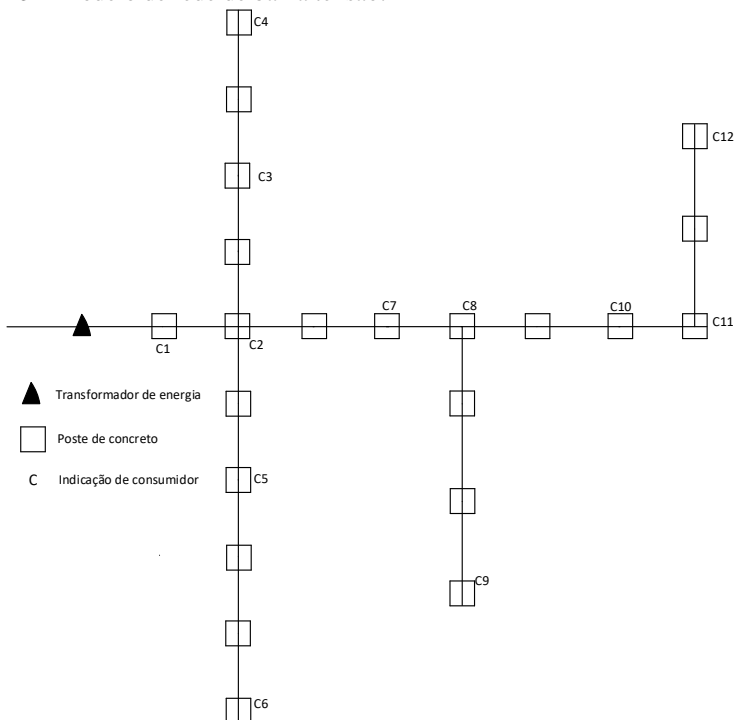 C4
C12
C3
C7
C8
C10
C11
C1
C2
Transformador de energia
Poste de concreto
C Indicação de consumidor
C5
C9
C6